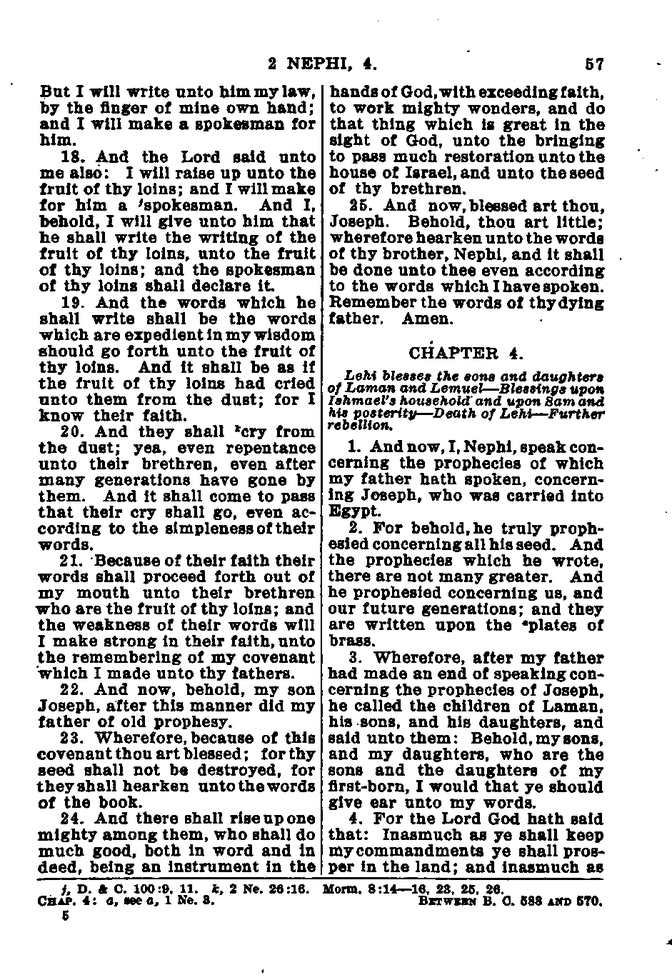 2 NEPHI, 4. 57
But I will write unto him my law,
by the finger of mine own hand;
and I will make a spokesman for
him.
18. And the Lord said unto
me also: I will raise up unto the
fruit of thy loins; and I will make
for him a ʲspokesman. And I,
behold, I will give unto him that
he shall write the writing of the
fruit of thy loins, unto the fruit
of thy loins; and the spokesman
of thy loins shall declare it.
19. And the words which he
shall write shall be the words
which are expedient in my wisdom
should go forth unto the fruit of
thy loins. And it shall be as if
the fruit of thy loins had cried
unto them from the dust; for I
know their faith.
20. And they shall ᵏcry from
the dust; yea, even repentance
unto their brethren, even after
many generations have gone by
them. And it shall come to pass
that their cry shall go, even ac-
cording to the simpleness of their
words.
21. Because of their faith their
words shall proceed forth out of
my mouth unto their brethren
who are the fruit of thy loins; and
the weakness of their words will
I make strong in their faith, unto
the remembering of my covenant
which I made unto thy fathers.
22. And now, behold, my son
Joseph, after this manner did my
father of old prophesy.
23. Wherefore, because of this
covenant thou art blessed; for thy
seed shall not be destroyed, for
they shall hearken unto the words
of the book.
24. And there shall rise up one
mighty among them, who shall do
much good, both in word and in
deed, being an instrument in the
hands of God, with exceeding faith,
to work mighty wonders, and do
that thing which is great in the
sight of God, unto the bringing
to pass much restoration unto the
house of Israel, and unto the seed
of thy brethren.
25. And now, blessed art thou,
Joseph. Behold, thou art little;
wherefore hearken unto the words
of thy brother, Nephi, and it shall
be done unto thee even according
to the words which I have spoken.
Remember the words of thy dying
father. Amen.
CHAPTER 4.
Lehi blesses the sons and daughters
of Laman and Lemuel—Blessings upon
Ishmael's household and upon Sam and
his posterity—Death of Lehi—Further
rebellion.
1. And now, I, Nephi, speak con-
cerning the prophecies of which
my father hath spoken, concern-
ing Joseph, who was carried into
Egypt.
2. For behold, he truly proph-
esied concerning all his seed. And
the prophecies which he wrote,
there are not many greater. And
he prophesied concerning us, and
our future generations; and they
are written upon the ᵃplates of
brass.
3. Wherefore, after my father
had made an end of speaking con-
cerning the prophecies of Joseph,
he called the children of Laman,
his sons, and his daughters, and
said unto them: Behold, my sons,
and my daughters, who are the
sons and the daughters of my
first-born, I would that ye should
give ear unto my words.
4. For the Lord God hath said
that: Inasmuch as ye shall keep
my commandments ye shall pros-
per in the land; and inasmuch as
j, D. & C. 100:9, 11. k, 2 Ne. 26:16. Morm. 8:14—16, 23, 25, 26.
CHAP. 4: a, see a, 1 Ne. 3. BETWEEN B. C. 588 AND 570.
5